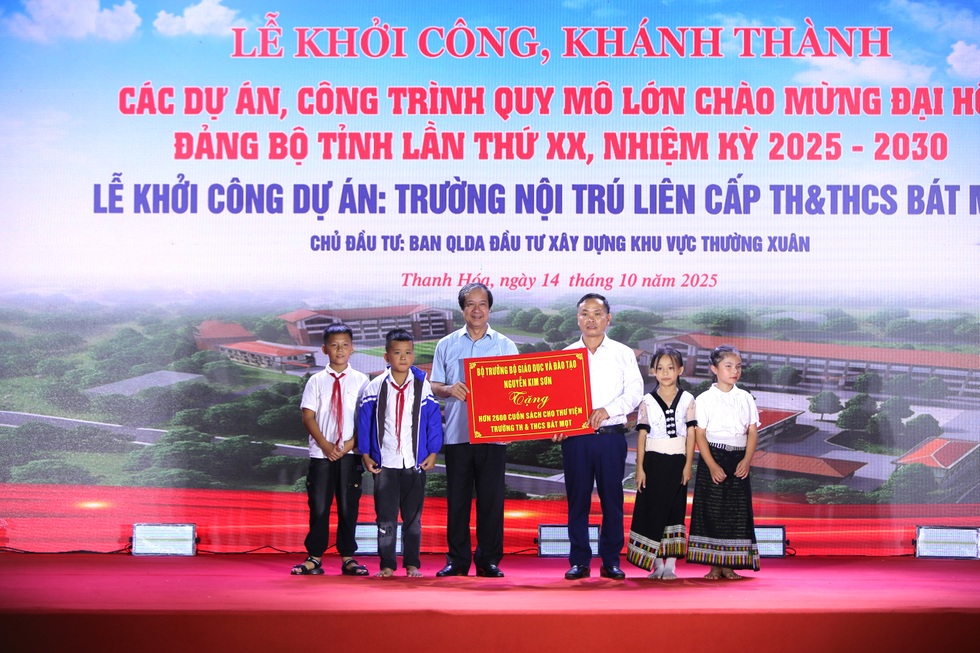 LỄ KHỞI CÔNG, KHÁNH THÀNH
CÁC DỰ ÁN, CÔNG TRÌNH QUY MÔ LỚN CHÀO MỪNG ĐẠI
ĐẢNG BỘ TỈNH LẦN THỨ XX, NHIỆM KỲ 2025 - 2030
LỄ KHỞI CÔNG DỰ ÁN: TRƯỜNG NỘI TRÚ LIÊN CẤP TH&THCS BÁT
CHỦ ĐẦU TƯ: BAN QLDA ĐẦU TƯ XÂY DỰNG KHU VỰC THƯỜNG XUÂN
Thanh Hóa, ngày 14 tháng 10 năm 2025
BỘ TRƯỞNG BỘ GIÁO DỤC VÀ ĐÀO TẠO
NGUYỄN KIM SƠN
Tặng
HƠN 2600 CUỐN SÁCH CHO THƯ VIỆN
TRƯỜNG TH & THCS BÁT MỌT